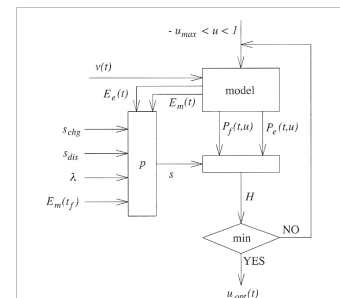 - u_max < u < 1
v(t)
model
E_e(t)
E_m(t)
P_f(t,u)
P_e(t,u)
s_chg
s_dis
λ
E_m(t_f)
p
s
H
min
NO
YES
u_opt(t)